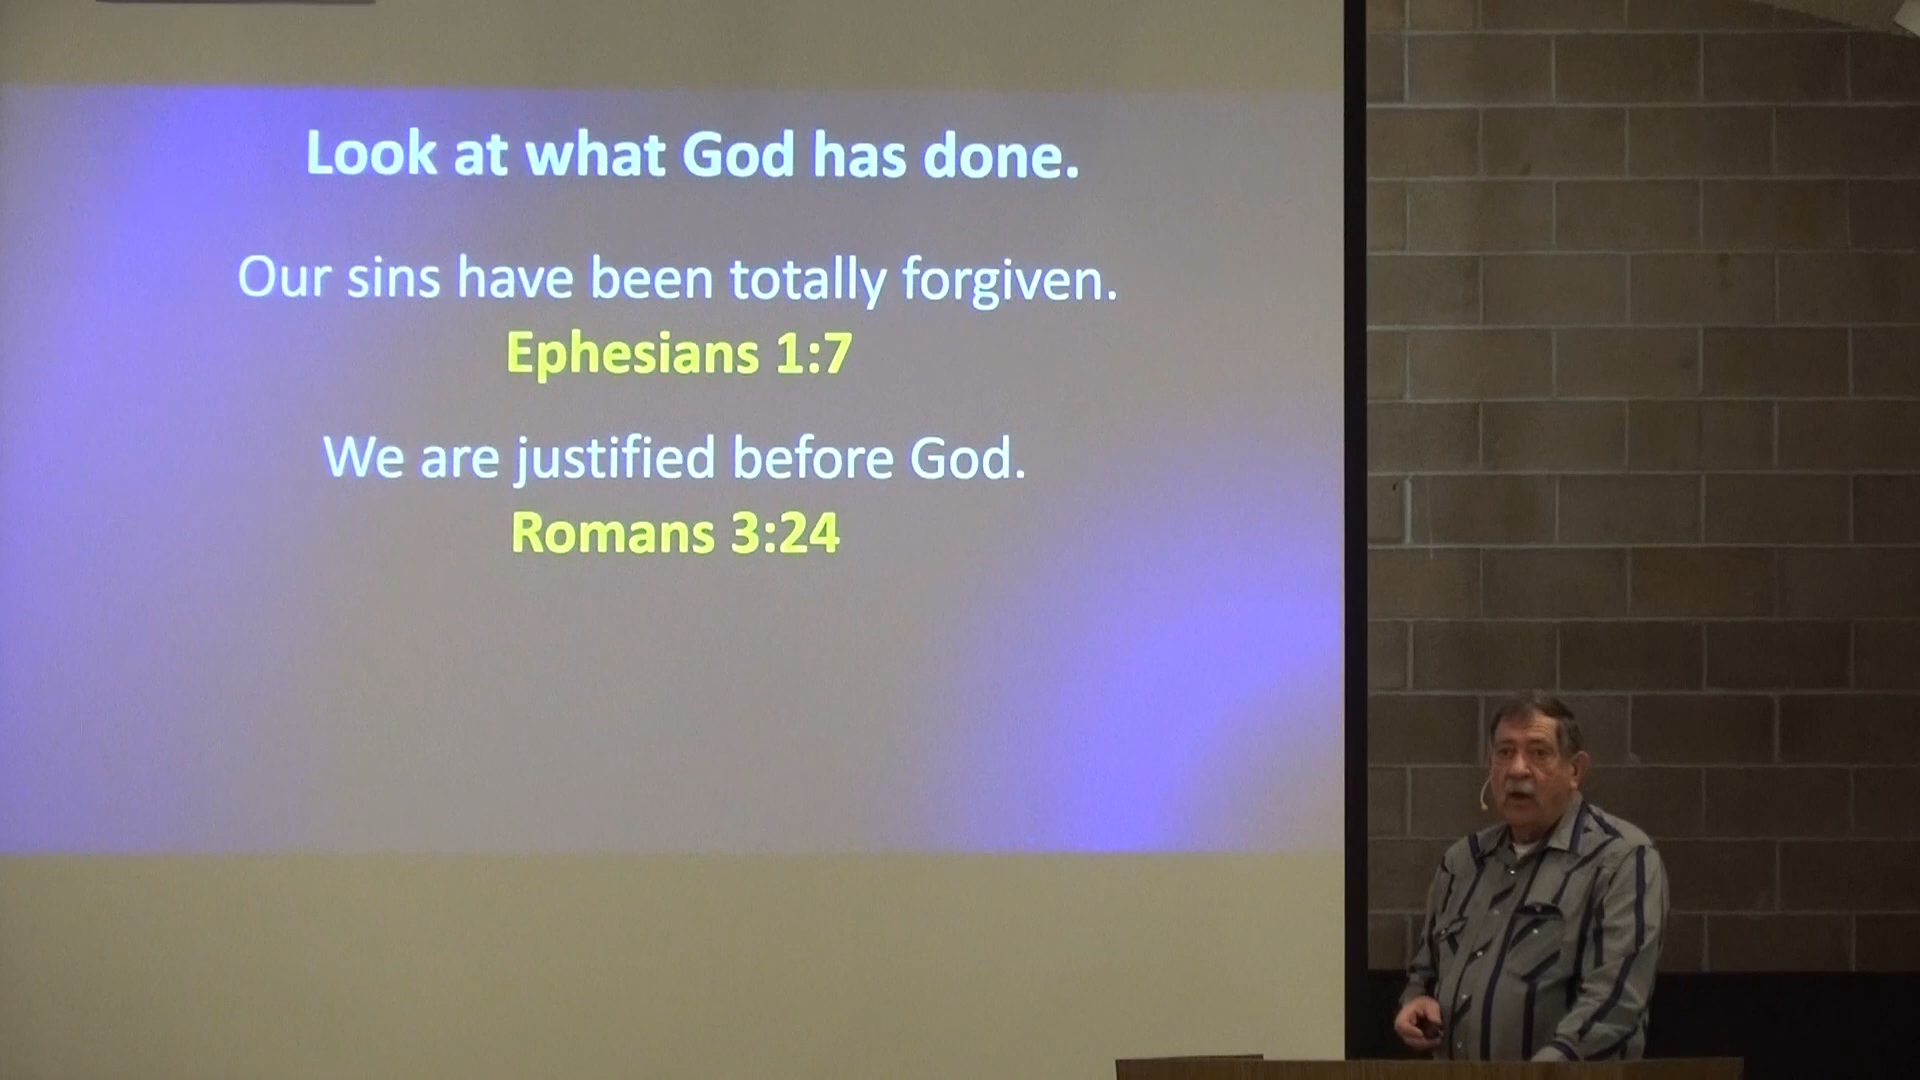 Look at what God has done.
Our sins have been totally forgiven.
Ephesians 1:7
We are justified before God.
Romans 3:24